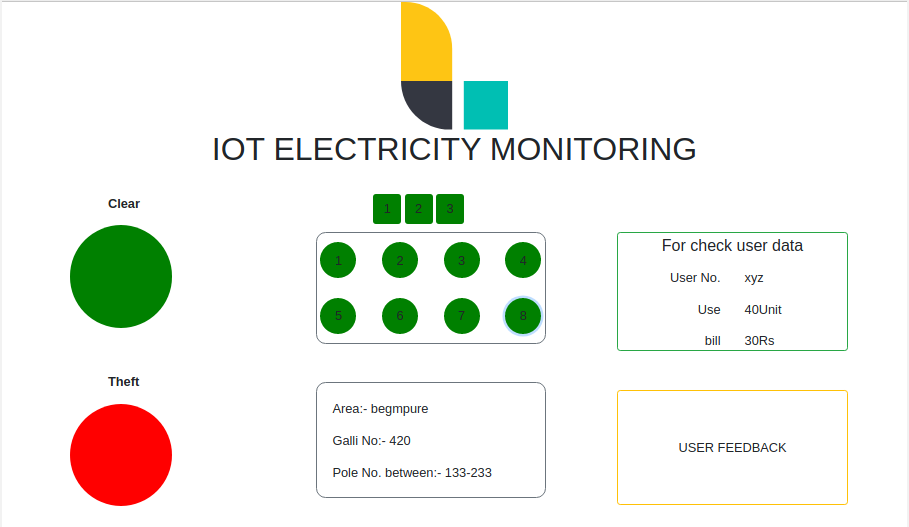 IOT ELECTRICITY MONITORING
Clear
1 2 3
1 2 3 4
5 6 7 8
For check user data
User No. xyz
Use 40Unit
bill 30Rs
Theft
Area:- begmpure
Galli No:- 420
Pole No. between:- 133-233
USER FEEDBACK